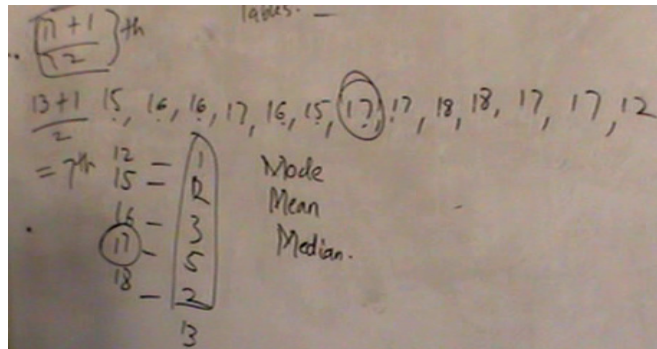 Tables. —
(n+1/2)th
13+1/2 15, 16, 16, 17, 16, 15, 17, 17, 18, 18, 17, 17, 12
= 7th
12 — 1
15 — 2
16 — 3
17 — 5
18 — 2
13
Mode
Mean
Median.